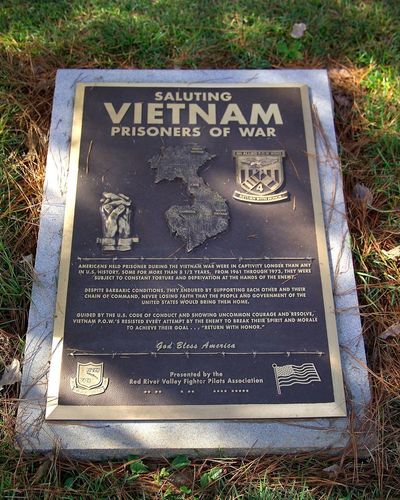 SALUTING
VIETNAM
PRISONERS OF WAR
4
AMERICANS HELD PRISONER DURING THE VIETNAM WAR WERE IN CAPTIVITY LONGER THAN ANY
IN U.S. HISTORY, SOME FOR MORE THAN 8 1/2 YEARS. FROM 1961 THROUGH 1973, THEY WERE
SUBJECT TO CONSTANT TORTURE AND DEPRIVATION AT THE HANDS OF THE ENEMY.
DESPITE BARBARIC CONDITIONS, THEY ENDURED BY SUPPORTING EACH OTHER AND THEIR
CHAIN OF COMMAND, NEVER LOSING FAITH THAT THE PEOPLE AND GOVERNMENT OF THE
UNITED STATES WOULD BRING THEM HOME.
GUIDED BY THE U.S. CODE OF CONDUCT AND SHOWING UNCOMMON COURAGE AND RESOLVE,
VIETNAM P.O.W.'S RESISTED EVERY ATTEMPT BY THE ENEMY TO BREAK THEIR SPIRIT AND MORALE
TO ACHIEVE THEIR GOAL . . . "RETURN WITH HONOR."
God Bless America
Presented by the
Red River Valley Fighter Pilots Association